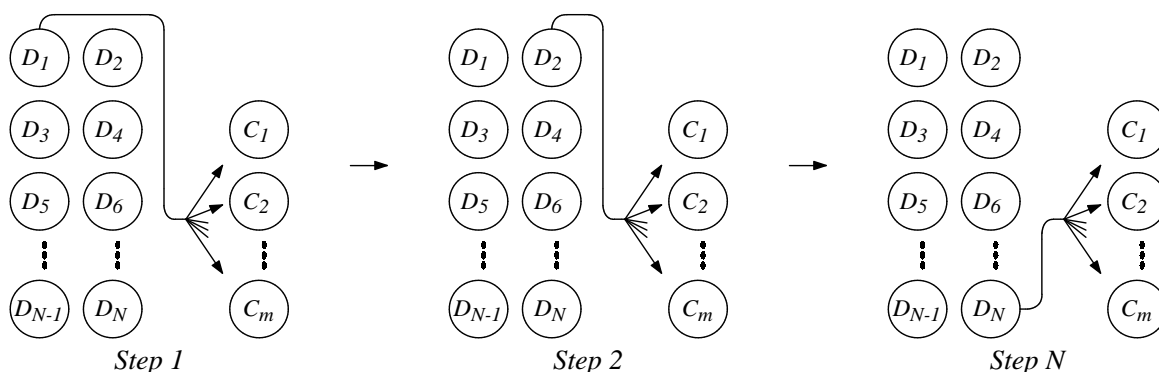 D1 D2 D1 D2 D1 D2
D3 D4 C1 D3 D4 C1 D3 D4 C1
D5 D6 C2 D5 D6 C2 D5 D6 C2
DN-1 DN Cm DN-1 DN Cm DN-1 DN Cm
Step 1 Step 2 Step N